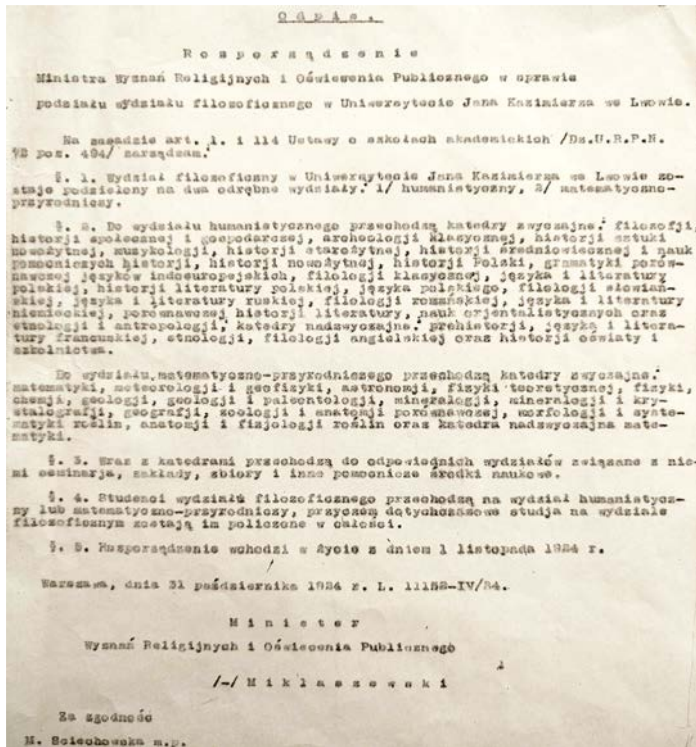 Odpis.
Rozporządzenie
Ministra Wyznań Religijnych i Oświecenia Publicznego w sprawie
podziału wydziału filozoficznego w Uniwersytecie Jana Kazimierza we Lwowie.
Na zasadzie art. 1. i 114 Ustawy o szkołach akademickich /Dz.U.R.P.N.
72 poz. 494/ zarządzam.
§. 1. Wydział filozoficzny w Uniwersytecie Jana Kazimierza we Lwowie zo-
staje podzielony na dwa odrębne wydziały. 1/ humanistyczny, 2/ matematyczno-
przyrodniczy.
§. 2. Do wydziału humanistycznego przechodzą katedry zwyczajne: filozofji,
historji społecznej i gospodarczej, archeologji klasycznej, historji sztuki
nowożytnej, muzykologji, historji starożytnej, historji średniowiecznej i nauk
pomocniczych historji, historji nowożytnej, historji Polski, gramatyki porów-
nawczej języków indoeuropejskich, filologji klasycznej, języka i literatury
polskiej, historji literatury polskiej, języka polskiego, filologji słowiań-
skiej, języka i literatury ruskiej, filologji romańskiej, języka i literatury
niemieckiej, porównawczej historji literatury, nauk orjentalistycznych oraz
etnologji i antropologji, katedry nadzwyczajne: prehistorji, języka i litera-
tury francuskiej, etnologji, filologji angielskiej oraz historji oświaty i
szkolnictwa.
Do wydziału matematyczno-przyrodniczego przechodzą katedry zwyczajne:
matematyki, meteorologji i geofizyki, astronomji, fizyki teoretycznej, fizyki,
chemji, geologji, geologji i paleontologji, mineralogji, mineralogji i kry-
stalografji, geografji, zoologji i anatomji porównawczej, morfologji i syste-
matyki roślin, anatomji i fizjologji roślin oraz katedra nadzwyczajna mate-
matyki.
§. 3. Wraz z katedrami przechodzą do odpowiednich wydziałów związane z nie-
mi seminarja, zakłady, zbiory i inne pomocnicze środki naukowe.
§. 4. Studenci wydziału filozoficznego przechodzą na wydział humanistycz-
ny lub matematyczno-przyrodniczy, przyczem dotychczasowe studja na wydziale
filozoficznym zostają im policzone w całości.
§. 5. Rozporządzenie wchodzi w życie z dniem 1 listopada 1924 r.
Warszawa, dnia 31 października 1924 r. L. 11152-IV/24.
Minister
Wyznań Religijnych i Oświecenia Publicznego
/-/ Miklaszewski
Za zgodność
M. Sciechowska m.p.